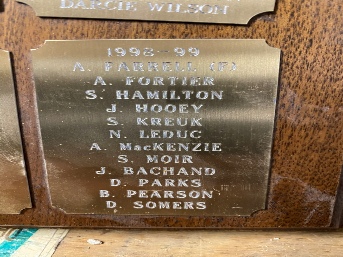 DARCIE WILSON
1998-99
A. FARRELL (P)
A. FORTIER
S. HAMILTON
J. HOOEY
S. KREUK
N. LEDUC
A. MacKENZIE
S. MOIR
J. BACHAND
D. PARKS
B. PEARSON
D. SOMERS